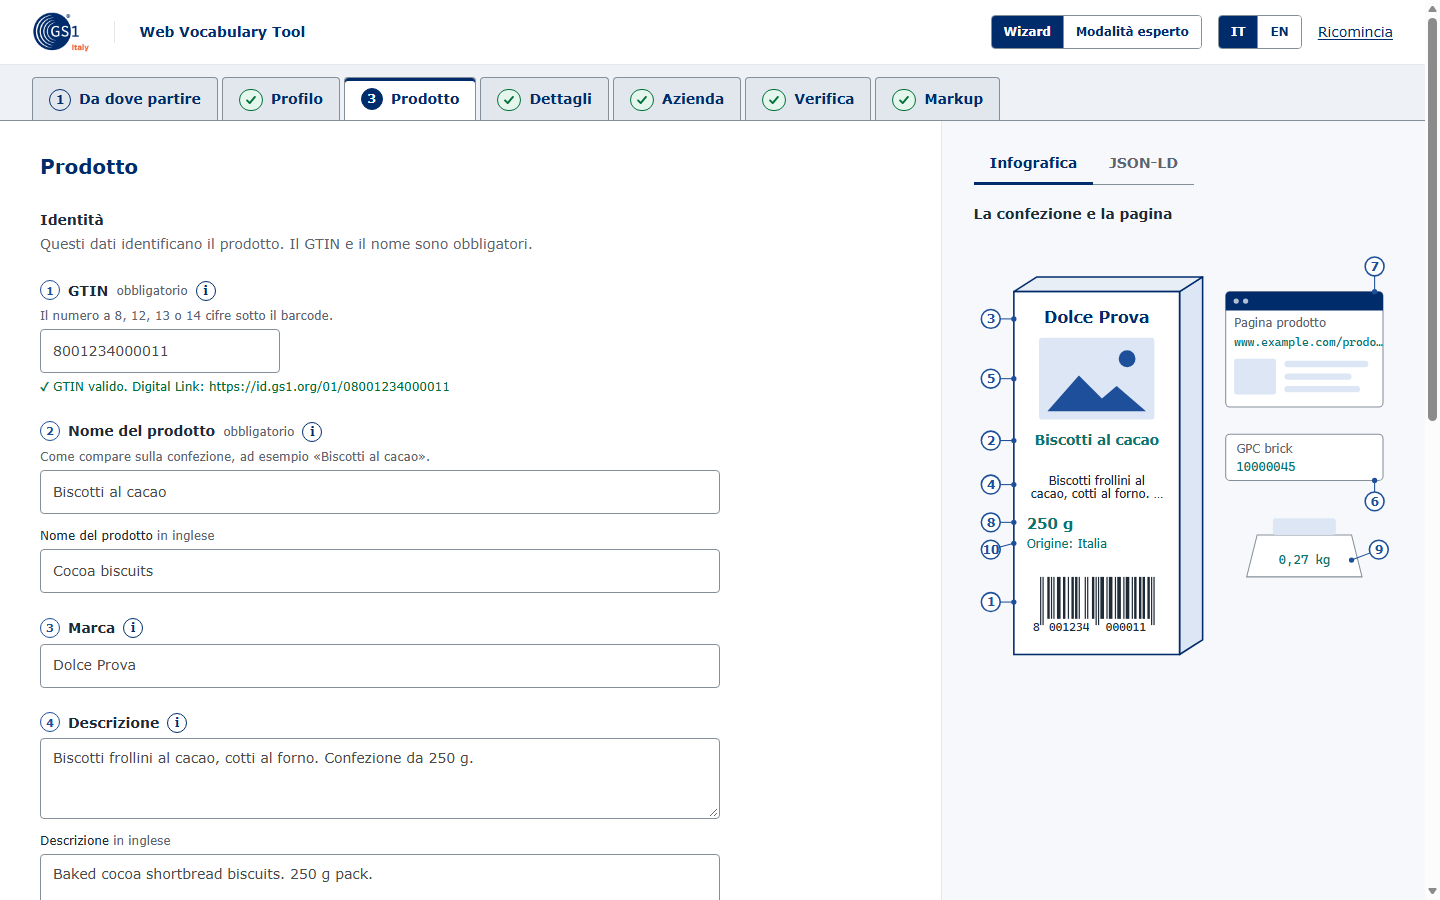 GS1 Italy
Web Vocabulary Tool
Wizard
Modalità esperto
IT
EN
Ricomincia
1 Da dove partire
Profilo
3 Prodotto
Dettagli
Azienda
Verifica
Markup
Prodotto
Identità
Questi dati identificano il prodotto. Il GTIN e il nome sono obbligatori.
1 GTIN obbligatorio i
Il numero a 8, 12, 13 o 14 cifre sotto il barcode.
8001234000011
✓ GTIN valido. Digital Link: https://id.gs1.org/01/08001234000011
2 Nome del prodotto obbligatorio i
Come compare sulla confezione, ad esempio «Biscotti al cacao».
Biscotti al cacao
Nome del prodotto in inglese
Cocoa biscuits
3 Marca i
Dolce Prova
4 Descrizione i
Biscotti frollini al cacao, cotti al forno. Confezione da 250 g.
Descrizione in inglese
Baked cocoa shortbread biscuits. 250 g pack.
Infografica
JSON-LD
La confezione e la pagina
3
Dolce Prova
5
2
Biscotti al cacao
4
Biscotti frollini al
cacao, cotti al forno. ...
8
250 g
10
Origine: Italia
1
8 001234 000011
7
Pagina prodotto
www.example.com/prodo…
GPC brick
10000045
6
9
0,27 kg